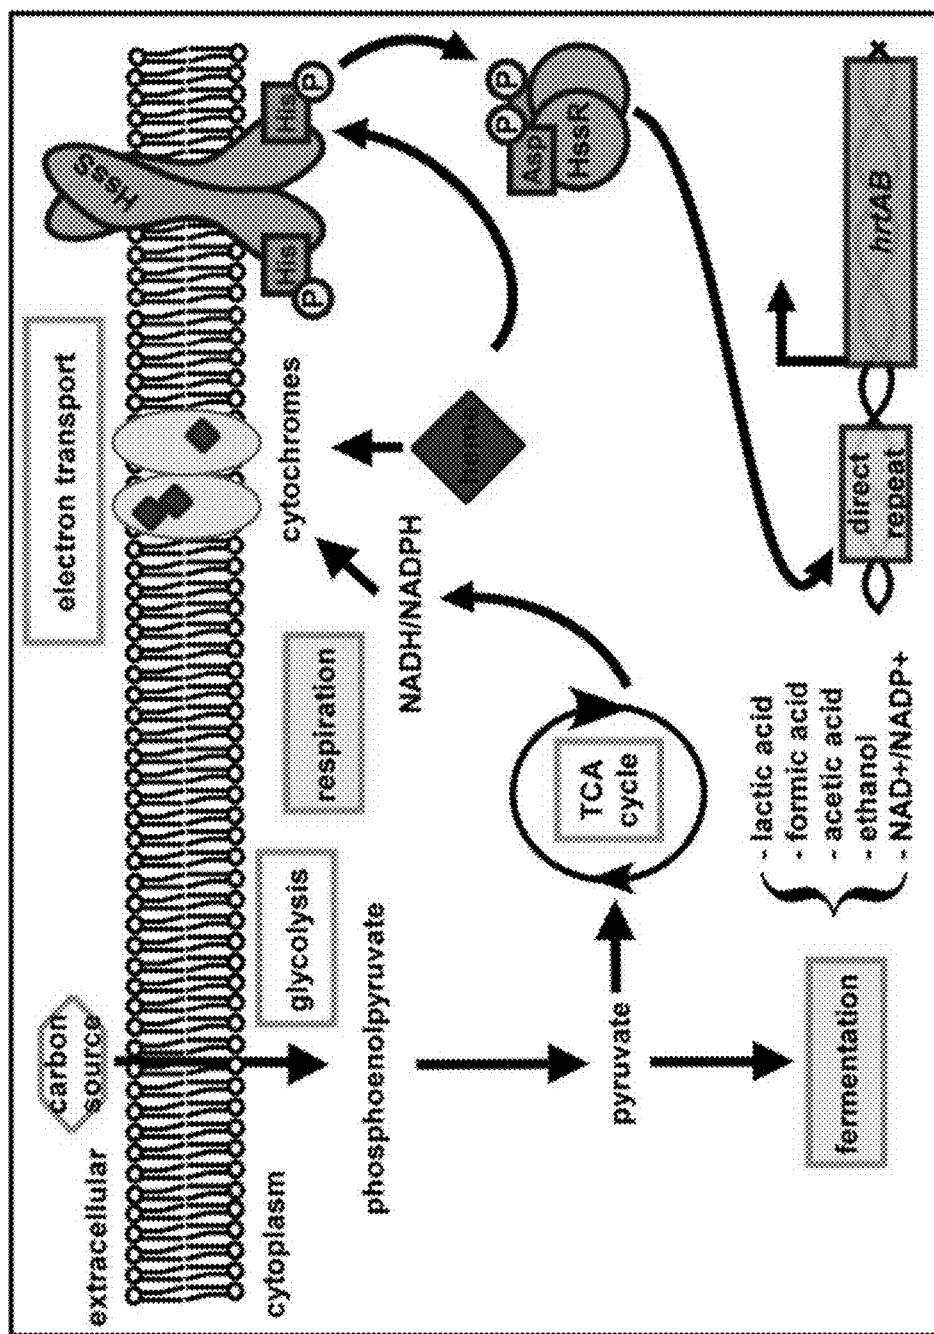 extracellular
carbon
source
electron transport
HssS
cytoplasm
glycolysis
respiration
cytochromes
His
P
His
P
phosphoenolpyruvate
NADH/NADPH
heme
P
P
Asp
HssR
pyruvate
TCA
cycle
fermentation
- lactic acid
- formic acid
- acetic acid
- ethanol
- NAD+/NADP+
direct
repeat
hrtAB